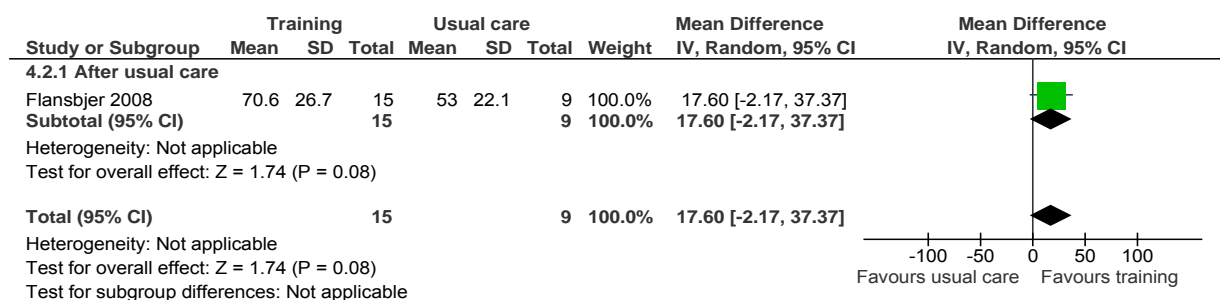 Training Usual care Mean Difference Mean Difference
Study or Subgroup Mean SD Total Mean SD Total Weight IV, Random, 95% CI IV, Random, 95% CI
4.2.1 After usual care
Flansbjer 2008 70.6 26.7 15 53 22.1 9 100.0% 17.60 [-2.17, 37.37]
Subtotal (95% CI) 15 9 100.0% 17.60 [-2.17, 37.37]
Heterogeneity: Not applicable
Test for overall effect: Z = 1.74 (P = 0.08)
Total (95% CI) 15 9 100.0% 17.60 [-2.17, 37.37]
Heterogeneity: Not applicable
Test for overall effect: Z = 1.74 (P = 0.08)
Test for subgroup differences: Not applicable
-100 -50 0 50 100
Favours usual care Favours training